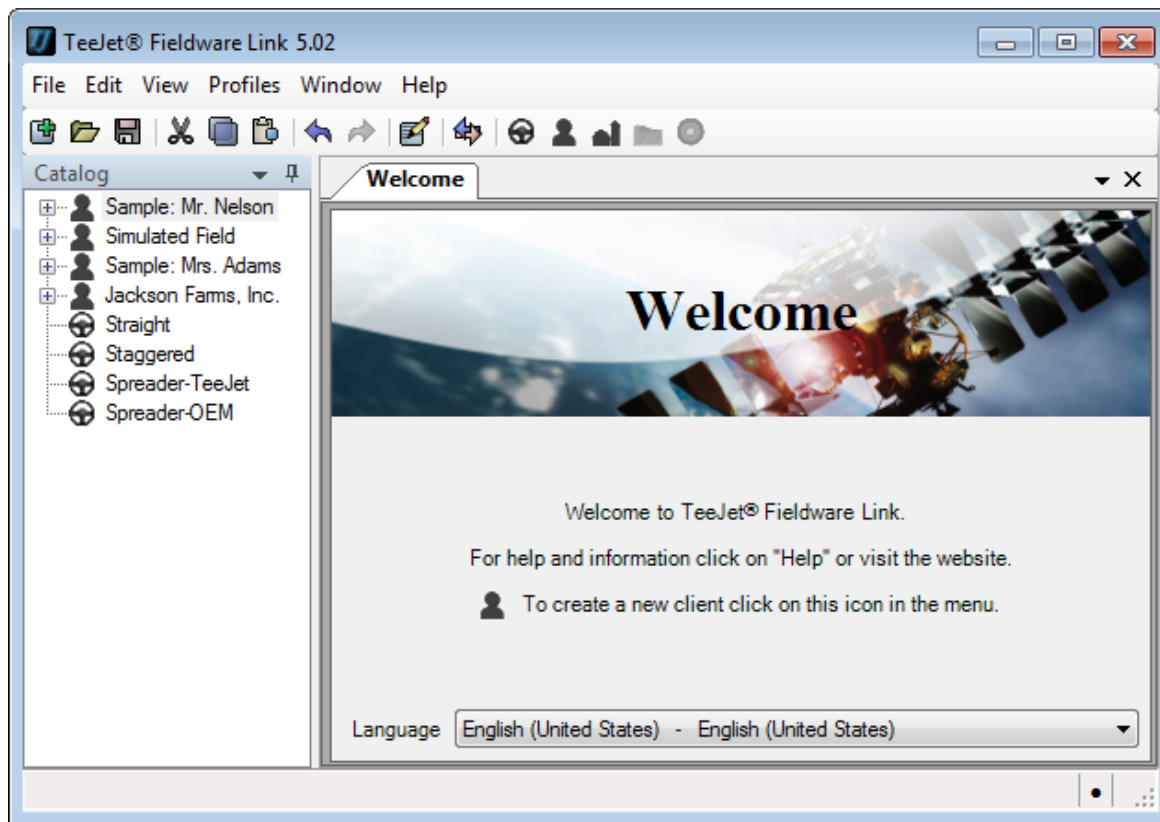 TeeJet® Fieldware Link 5.02
File Edit View Profiles Window Help
Catalog
Sample: Mr. Nelson
Simulated Field
Sample: Mrs. Adams
Jackson Farms, Inc.
Straight
Staggered
Spreader-TeeJet
Spreader-OEM
Welcome
Welcome
Welcome to TeeJet® Fieldware Link.
For help and information click on "Help" or visit the website.
To create a new client click on this icon in the menu.
Language English (United States) - English (United States)